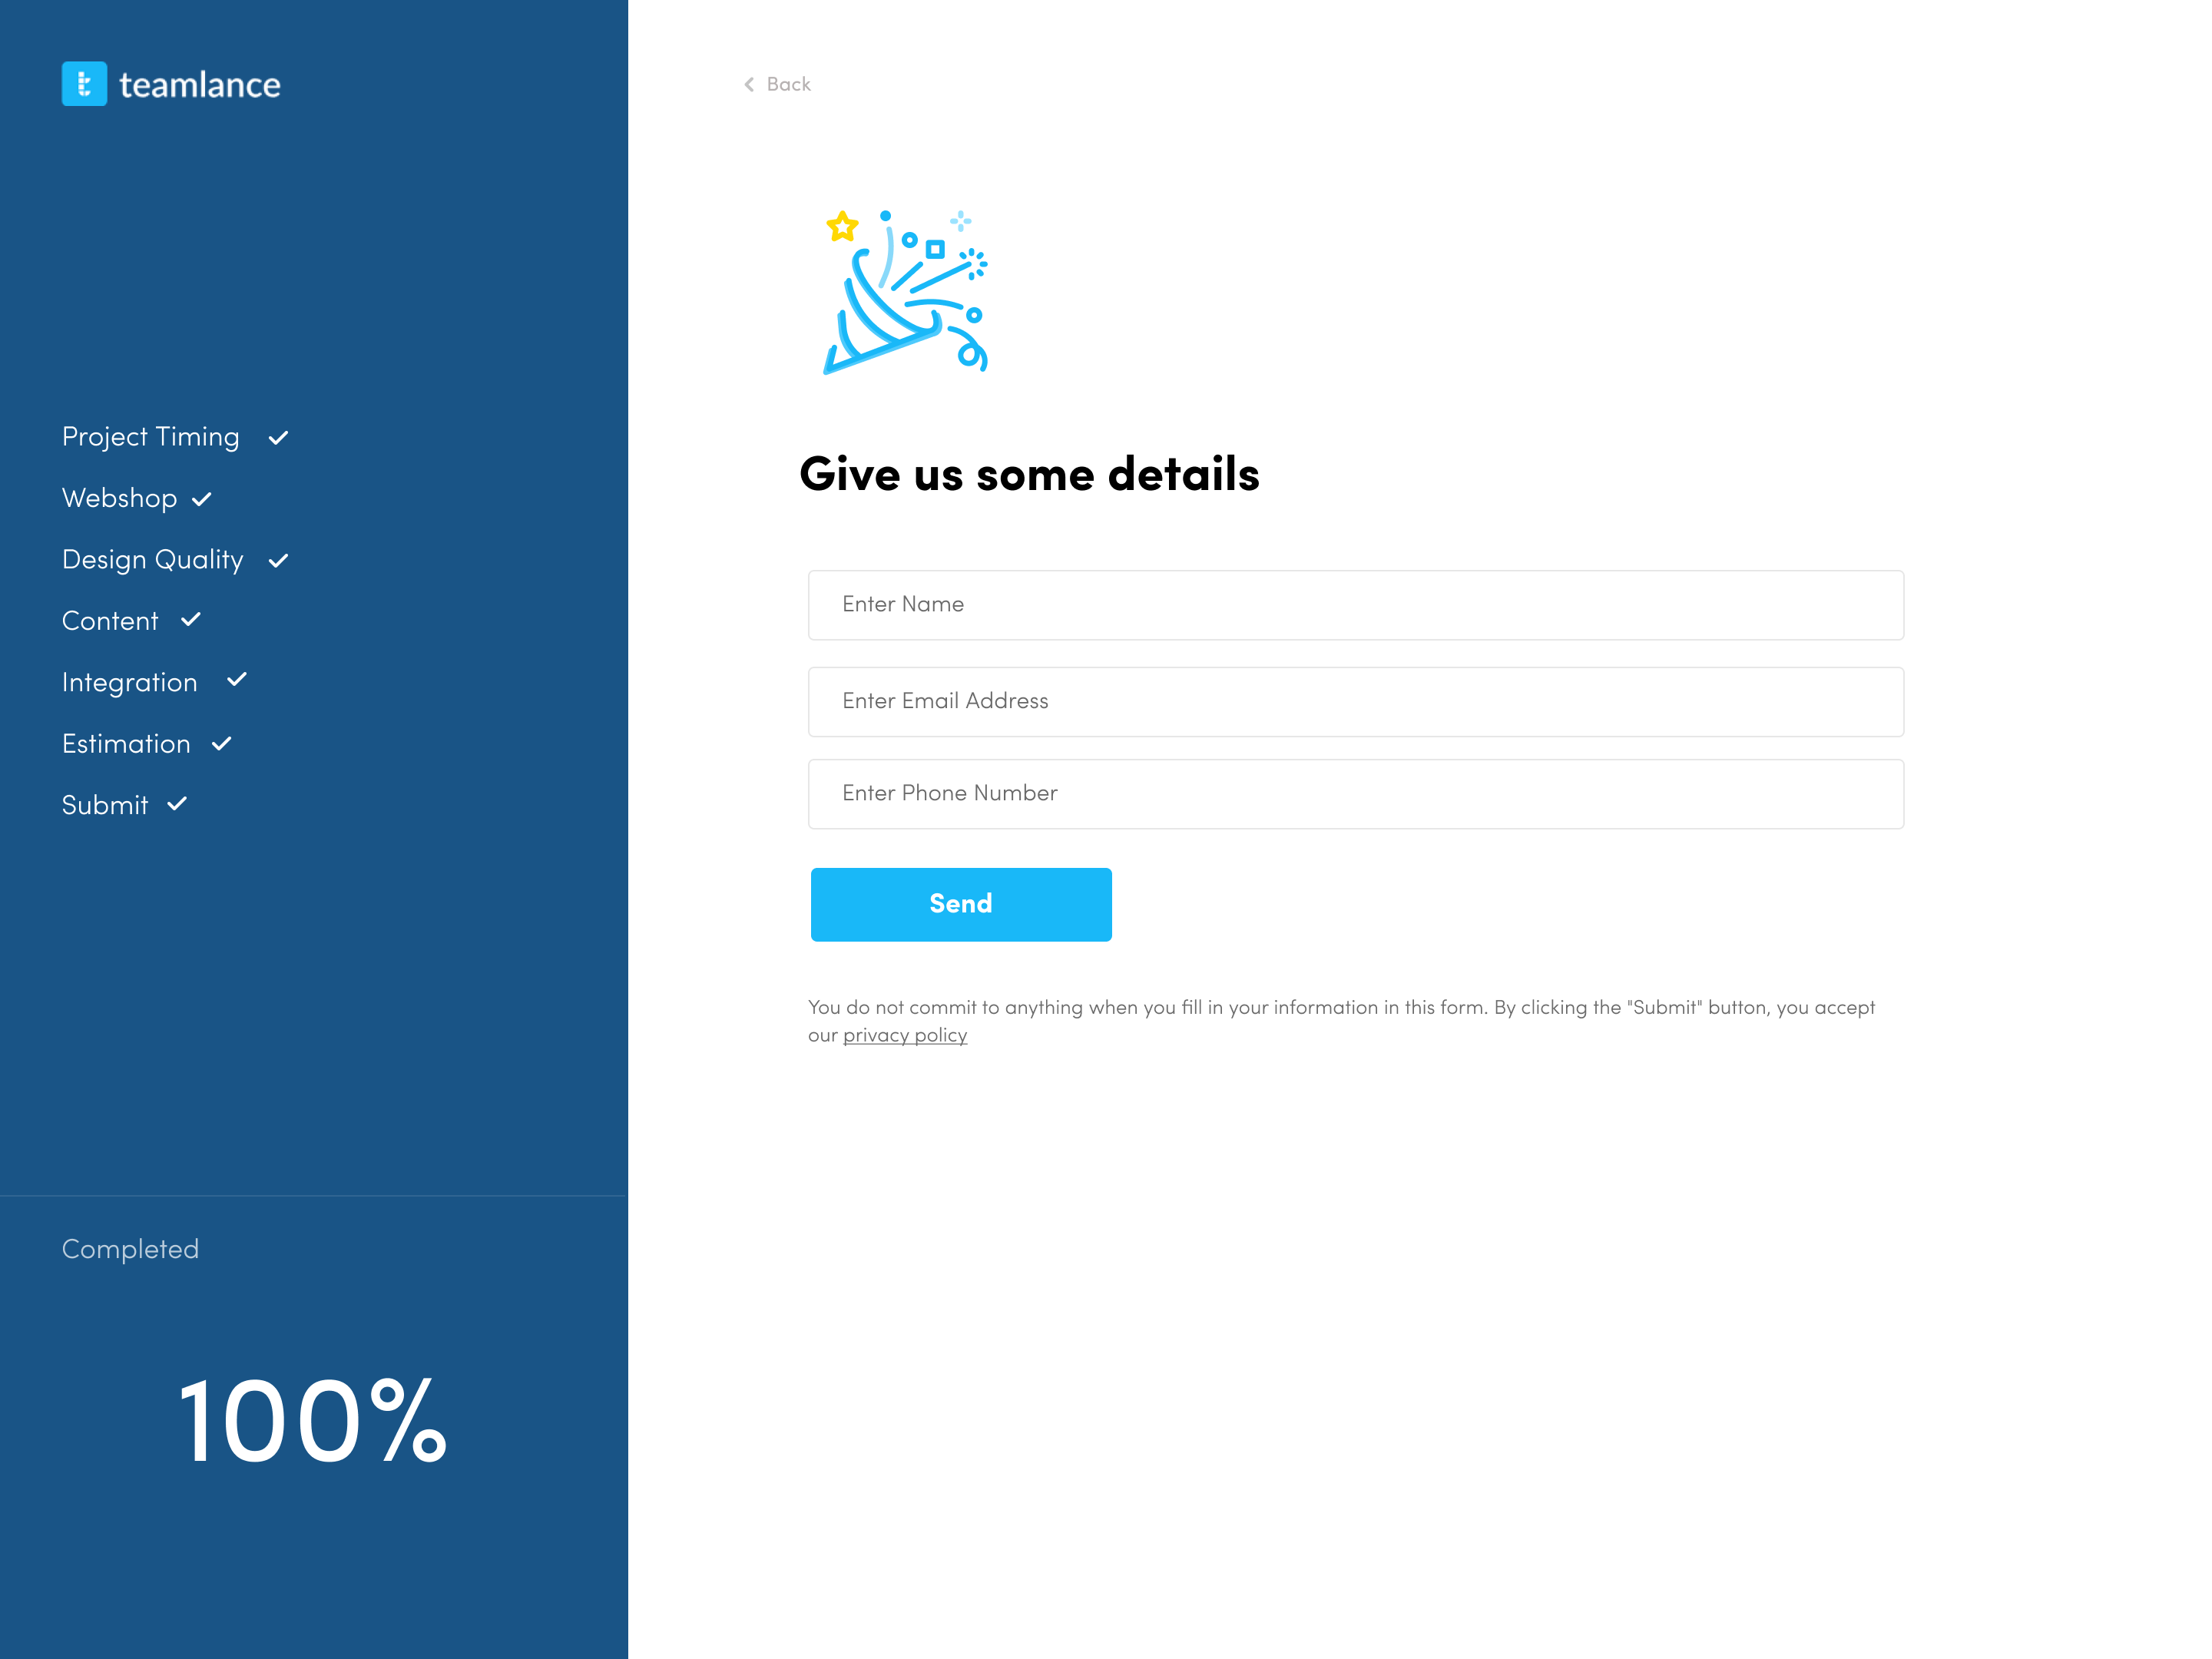 teamlance
Project Timing
Webshop
Design Quality
Content
Integration
Estimation
Submit
Completed
100%
Back
Give us some details
Enter Name
Enter Email Address
Enter Phone Number
Send
You do not commit to anything when you fill in your information in this form. By clicking the "Submit" button, you accept
our privacy policy